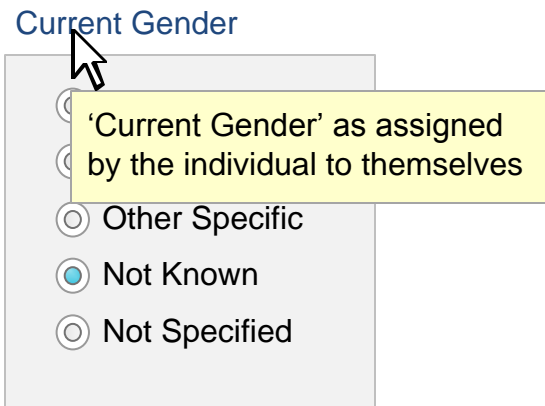 Current Gender
‘Current Gender’ as assigned
by the individual to themselves
Other Specific
Not Known
Not Specified